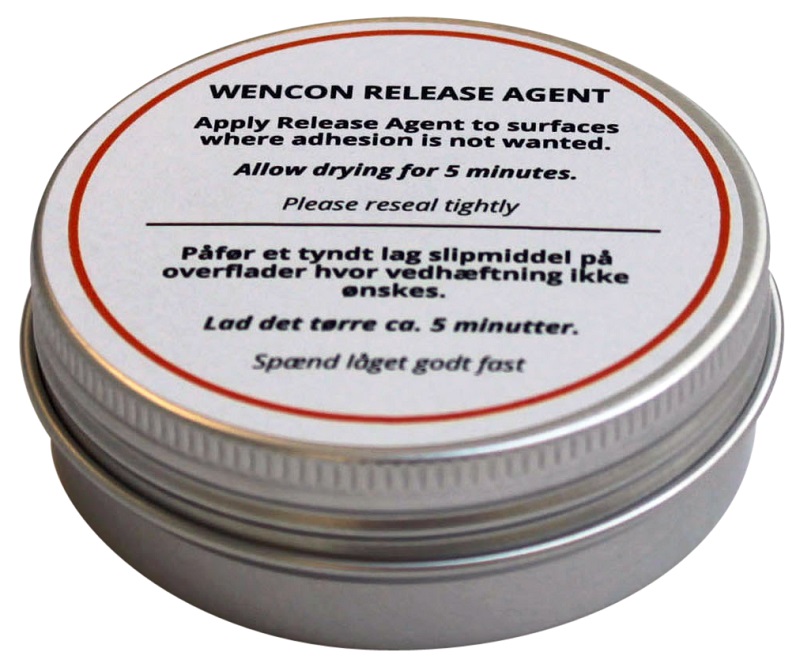 WENCON RELEASE AGENT
Apply Release Agent to surfaces
where adhesion is not wanted.
Allow drying for 5 minutes.
Please reseal tightly
Påfør et tyndt lag slipmiddel på
overflader hvor vedhæftning ikke
ønskes.
Lad det tørre ca. 5 minutter.
Spænd låget godt fast